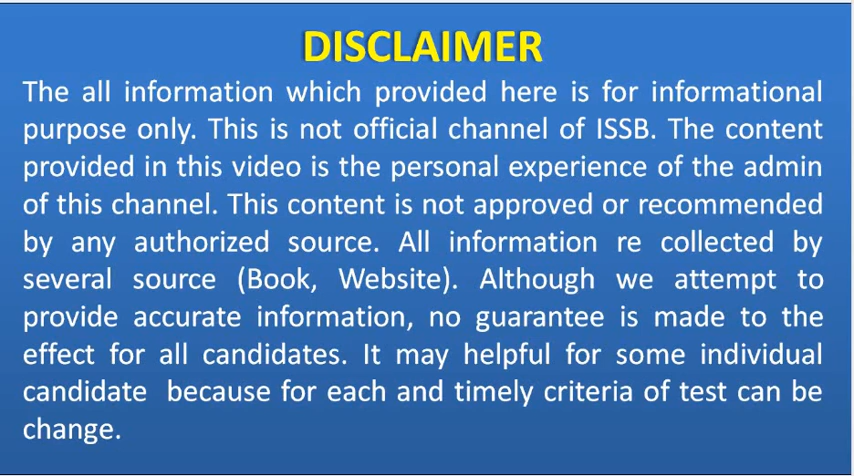 DISCLAIMER
The all information which provided here is for informational
purpose only. This is not official channel of ISSB. The content
provided in this video is the personal experience of the admin
of this channel. This content is not approved or recommended
by any authorized source. All information re collected by
several source (Book, Website). Although we attempt to
provide accurate information, no guarantee is made to the
effect for all candidates. It may helpful for some individual
candidate  because for each and timely criteria of test can be
change.